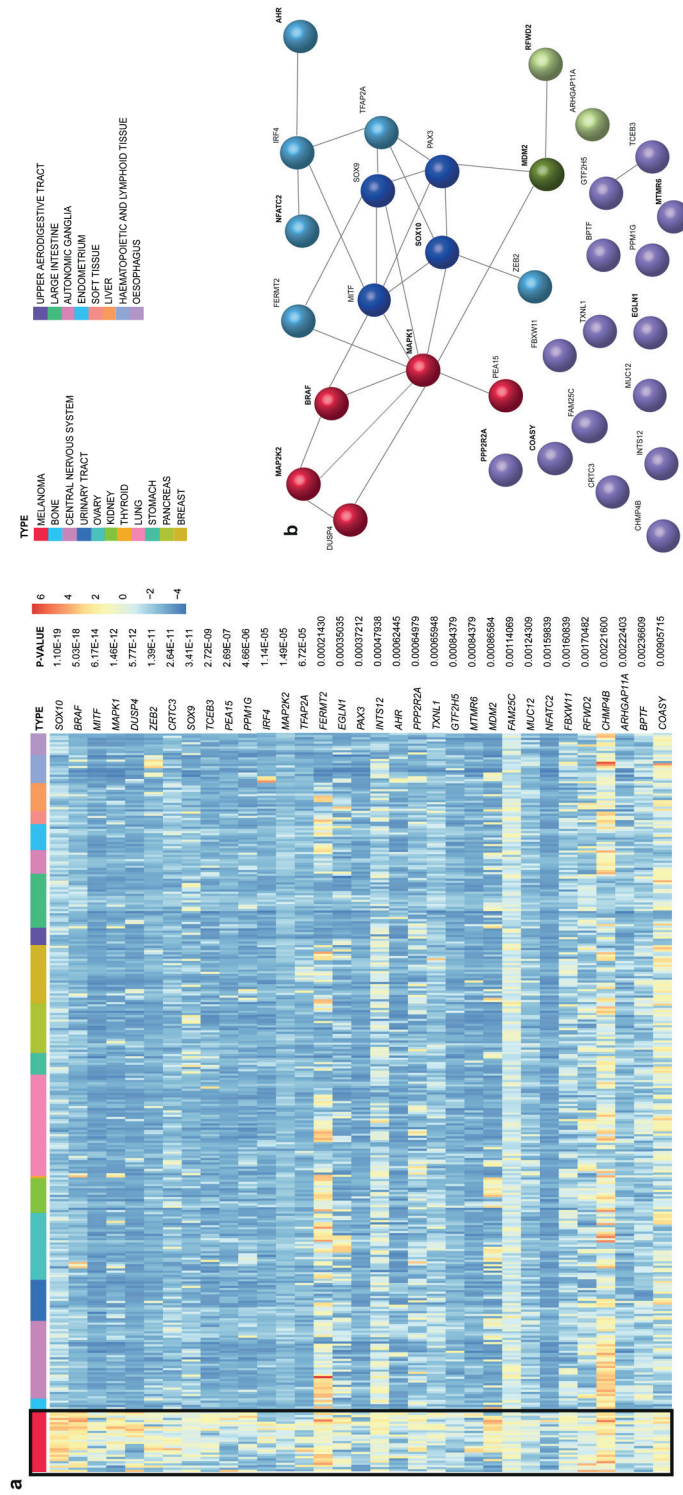 a
TYPE
MELANOMA
BONE
CENTRAL NERVOUS SYSTEM
URINARY TRACT
OVARY
KIDNEY
THYROID
LUNG
STOMACH
PANCREAS
BREAST
UPPER AERODIGESTIVE TRACT
LARGE INTESTINE
AUTONOMIC GANGLIA
ENDOMETRIUM
SOFT TISSUE
LIVER
HAEMATOPOIETIC AND LYMPHOID TISSUE
OESOPHAGUS
TYPE P-VALUE
SOX10 1.10E-19
BRAF 5.03E-18
MITF 6.17E-14
MAPK1 1.46E-12
DUSP4 5.77E-12
ZEB2 1.39E-11
CRTC3 2.64E-11
SOX9 3.41E-11
TCEB3 2.72E-09
PEA15 2.69E-07
PPM1G 4.66E-06
IRF4 1.14E-05
MAP2K2 1.49E-05
TFAP2A 6.72E-05
FERMT2 0.00021430
EGLN1 0.00035035
PAX3 0.00037212
INTS12 0.00047938
AHR 0.00062445
PPP2R2A 0.00064979
TXNL1 0.00065948
GTF2H5 0.00084379
MTMR6 0.00084379
MDM2 0.00086584
FAM25C 0.00114069
MUC12 0.00124309
NFATC2 0.00159839
FBXW11 0.00160839
RFWD2 0.00170482
CHMP4B 0.00221600
ARHGAP11A 0.00222403
BPTF 0.00236609
COASY 0.00905715
6
4
2
0
−2
−4
b
AHR
IRF4
NFATC2
TFAP2A
SOX9
PAX3
FERMT2
MITF
SOX10
RFWD2
MDM2
ARHGAP11A
ZEB2
BRAF
MAPK1
MAP2K2
DUSP4
PEA15
TCEB3
GTF2H5
MTMR6
BPTF
PPM1G
TXNL1
FBXW11
EGLN1
FAM25C
MUC12
PPP2R2A
COASY
CRTC3
INTS12
CHMP4B